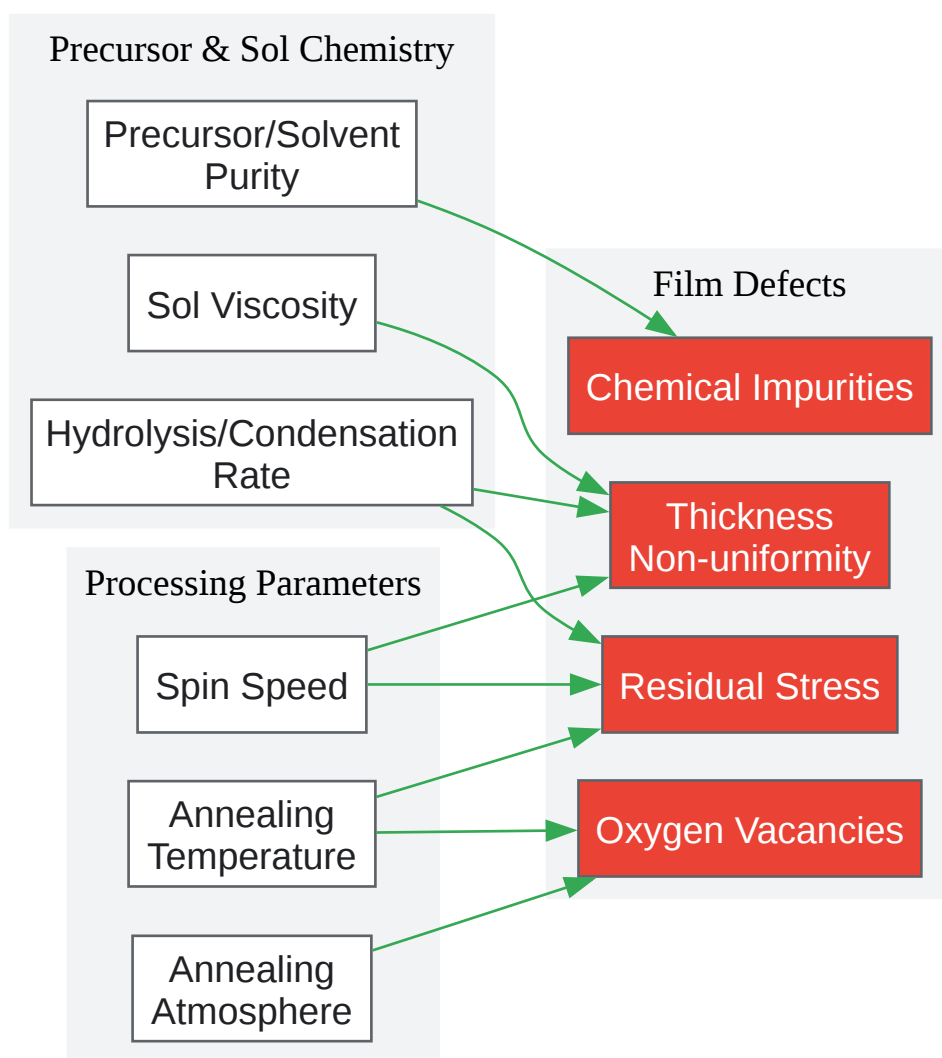 Precursor & Sol Chemistry
Precursor/Solvent
Purity
Sol Viscosity
Hydrolysis/Condensation
Rate
Processing Parameters
Spin Speed
Annealing
Temperature
Annealing
Atmosphere
Film Defects
Chemical Impurities
Thickness
Non-uniformity
Residual Stress
Oxygen Vacancies